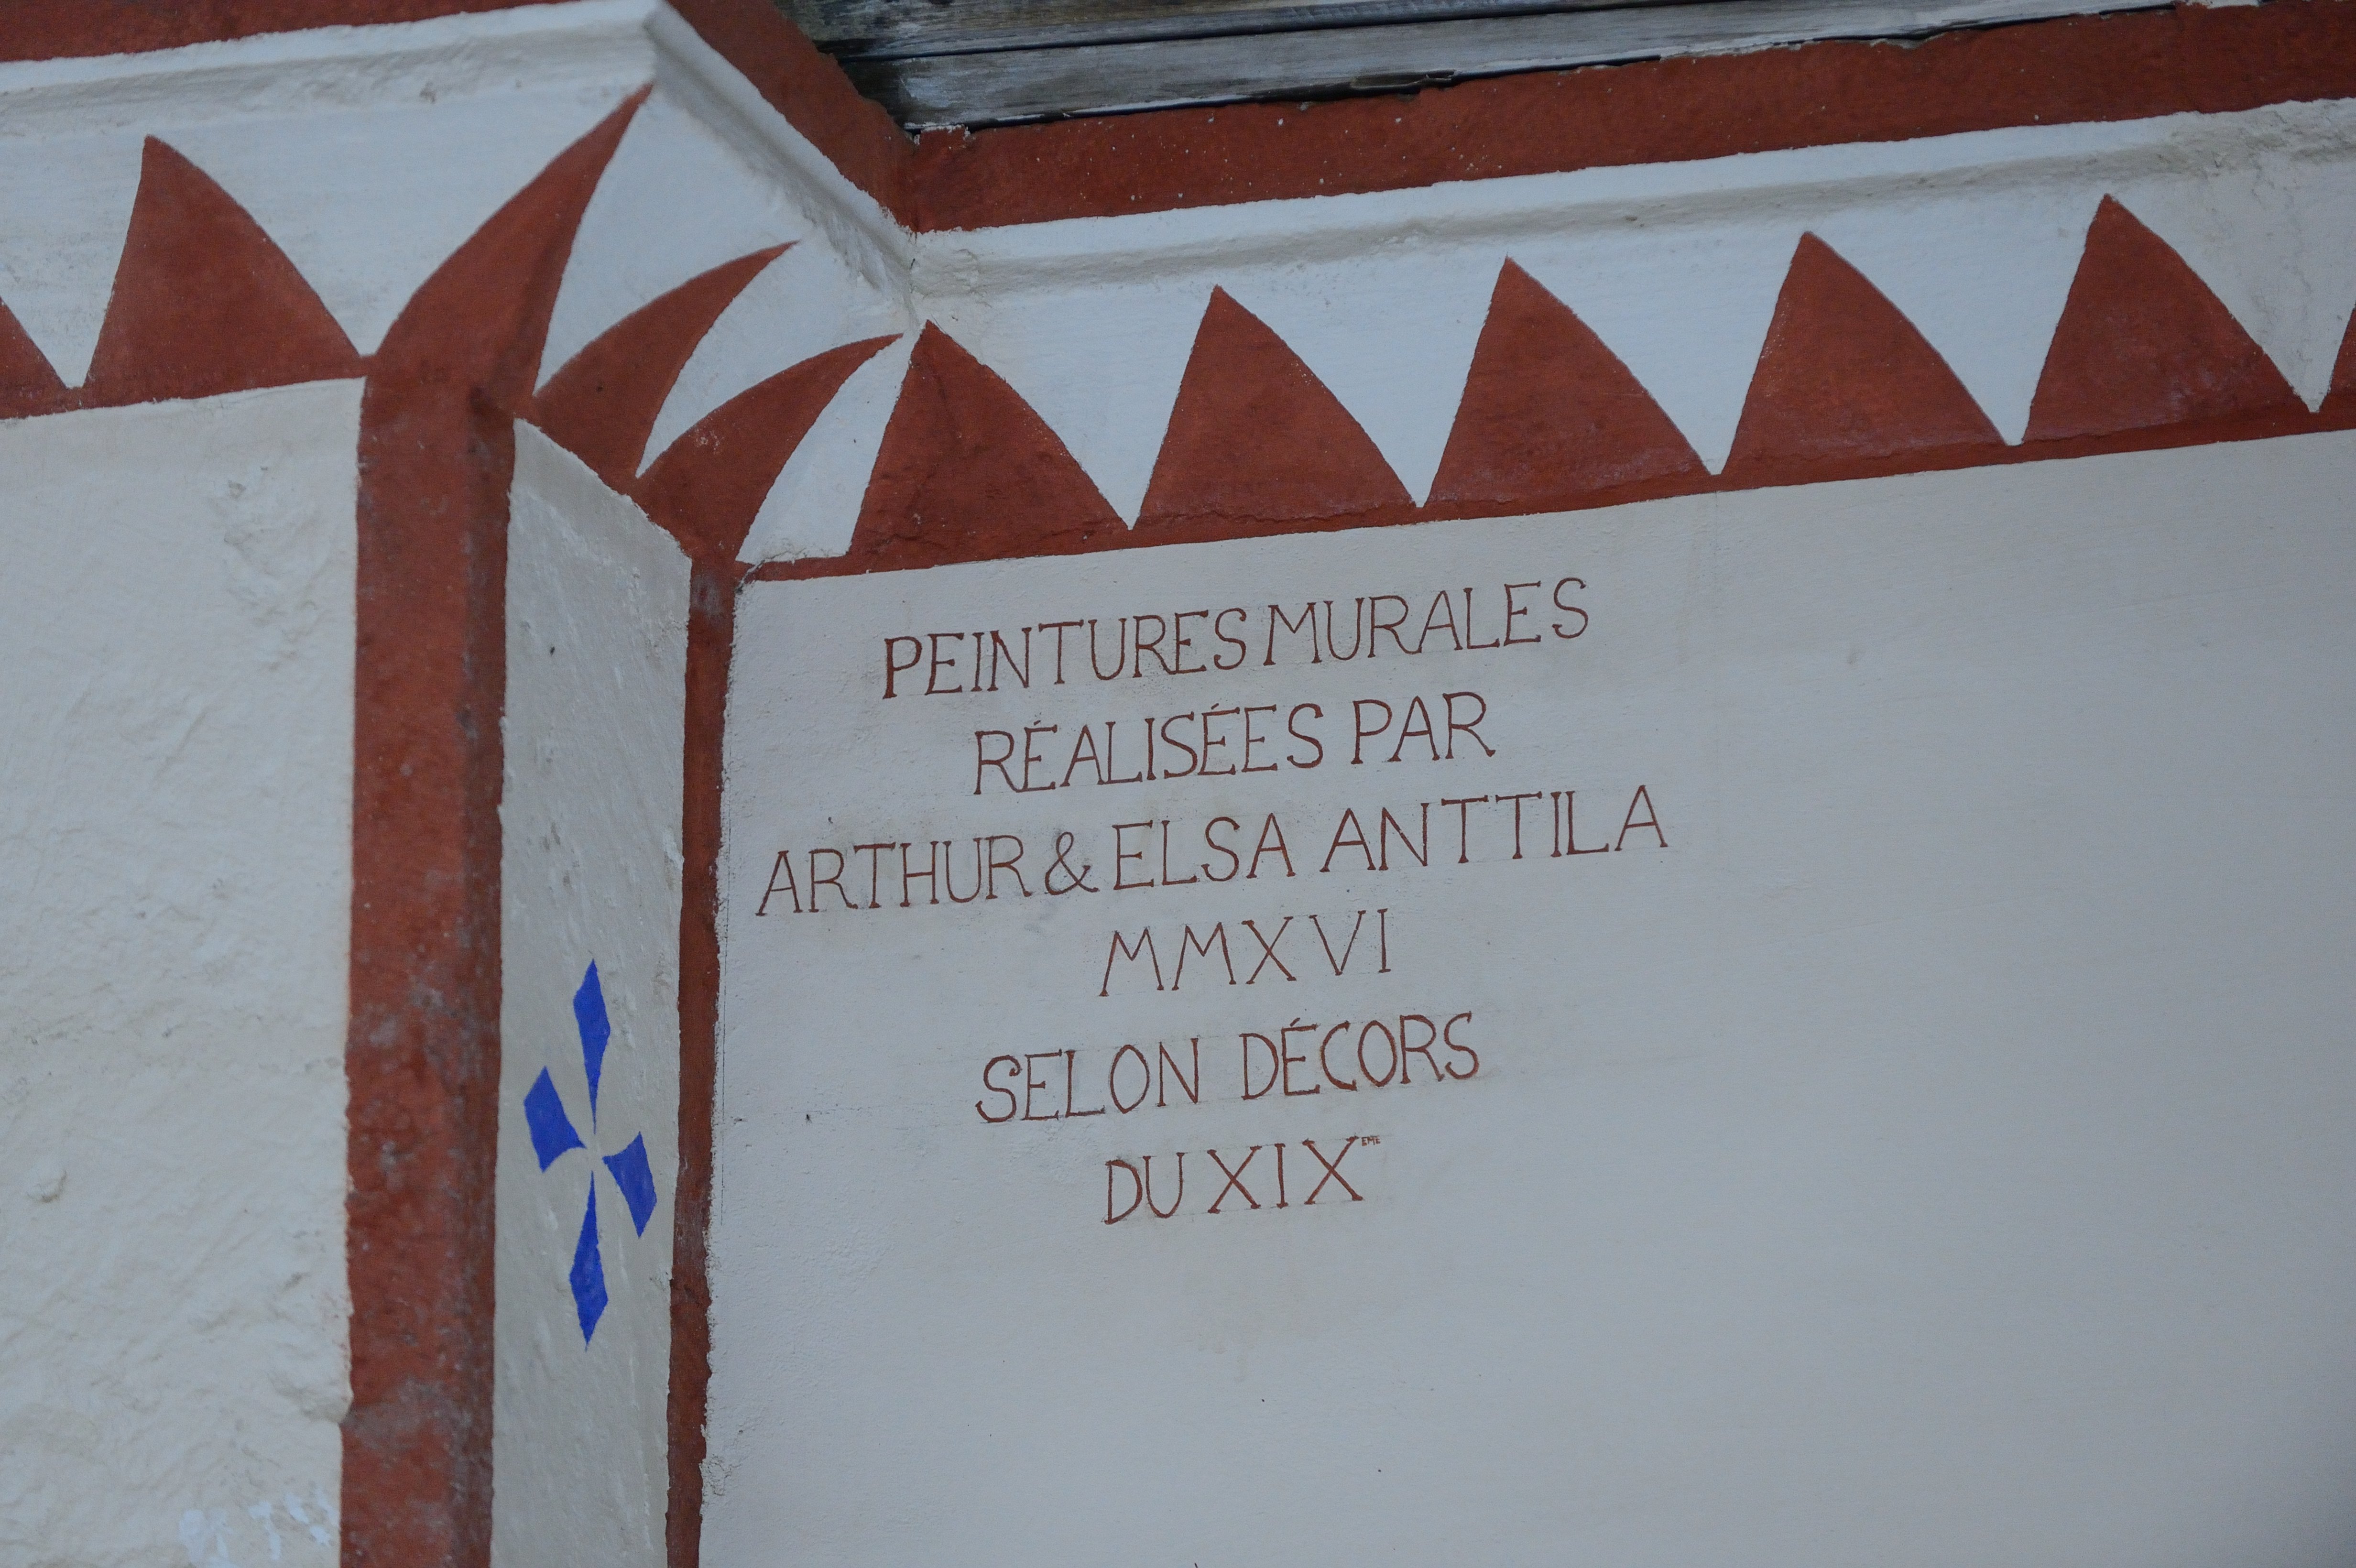 PEINTURES MURALES
RÉALISÉES PAR
ARTHUR & ELSA ANTTILA
MMXVI
SELON DÉCORS
DU XIXEME